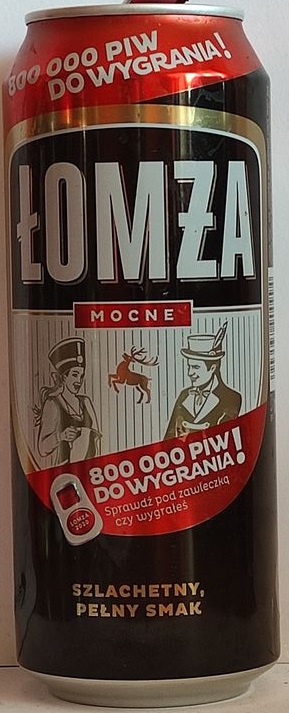 800 000 PIW
DO WYGRANIA!
ŁOMŻA
MOCNE
800 000 PIW
DO WYGRANIA!
Sprawdź pod zawleczką
czy wygrałeś
ŁOMŻA
SZLACHETNY,
PEŁNY SMAK